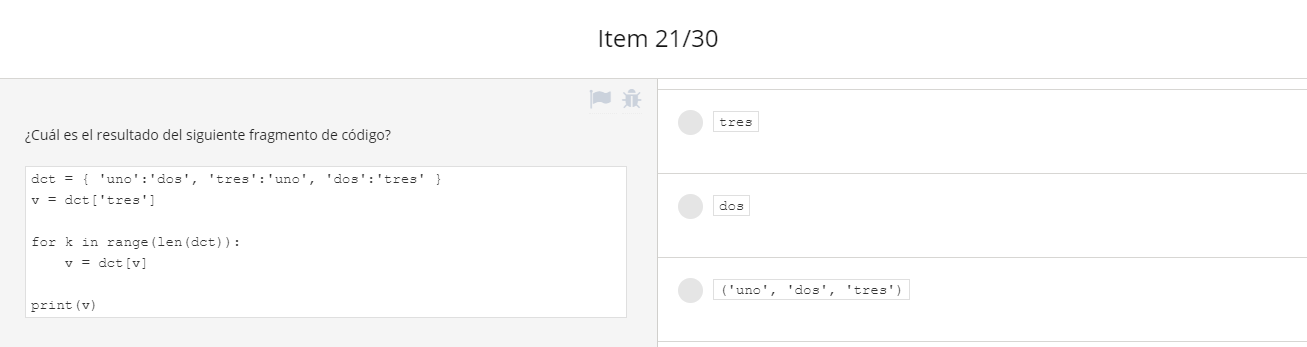 Item 21/30
¿Cuál es el resultado del siguiente fragmento de código?
dct = { 'uno':'dos', 'tres':'uno', 'dos':'tres' }
v = dct['tres']
for k in range(len(dct)):
    v = dct[v]
print(v)
tres
dos
('uno', 'dos', 'tres')